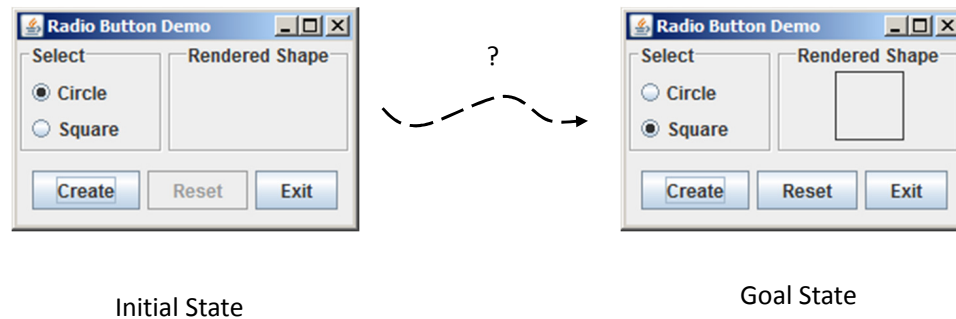 Radio Button Demo
Select
Rendered Shape
Circle
Square
Create
Reset
Exit
Initial State
?
Radio Button Demo
Select
Rendered Shape
Circle
Square
Create
Reset
Exit
Goal State